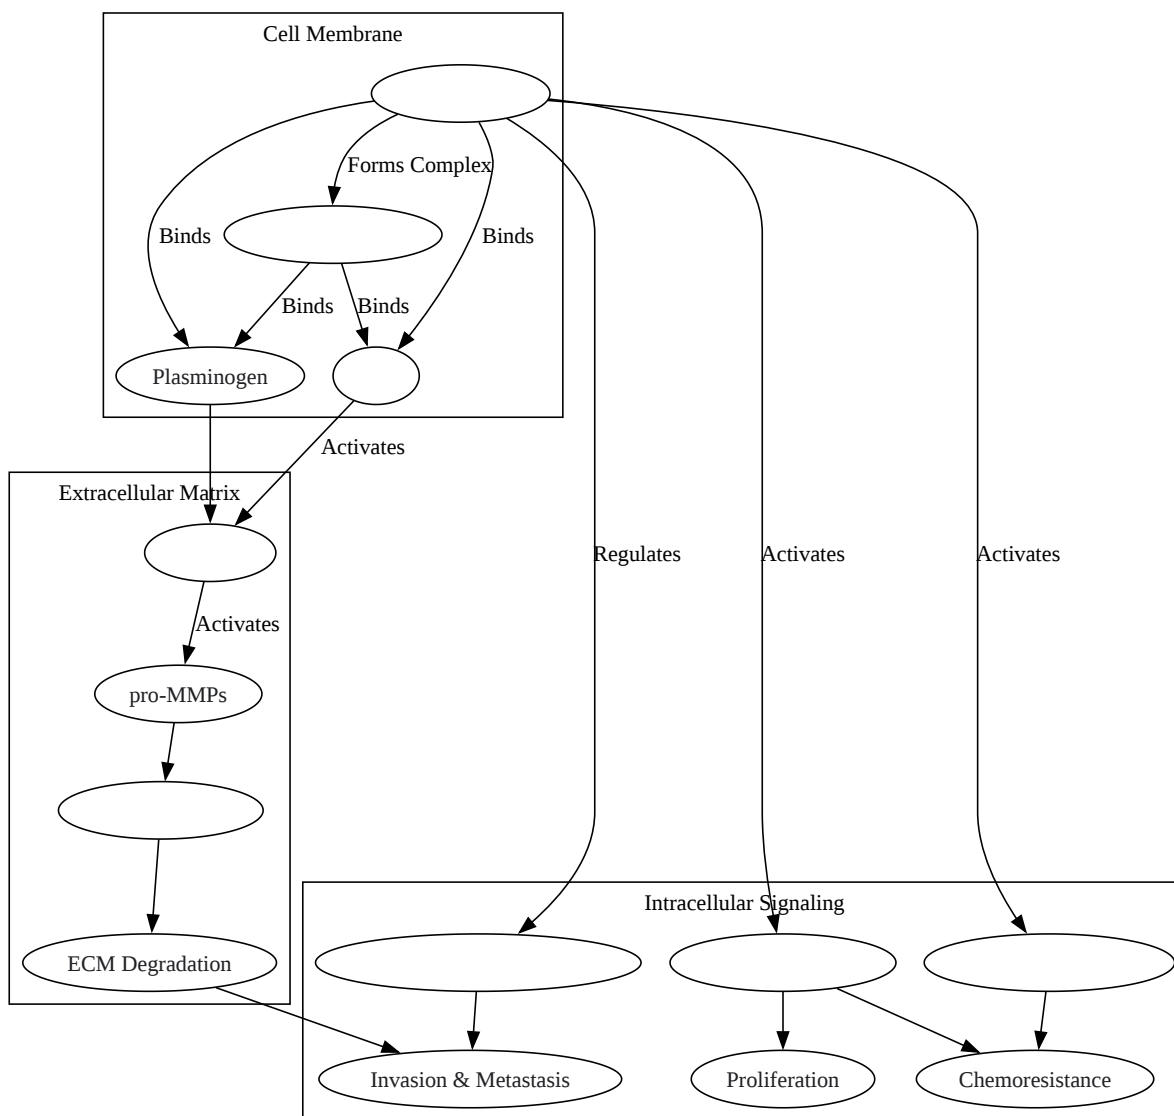 Cell Membrane
Forms Complex
Binds
Binds
Binds
Binds
Plasminogen
Activates
Extracellular Matrix
Regulates
Activates
Activates
Activates
pro-MMPs
Intracellular Signaling
ECM Degradation
Invasion & Metastasis
Proliferation
Chemoresistance